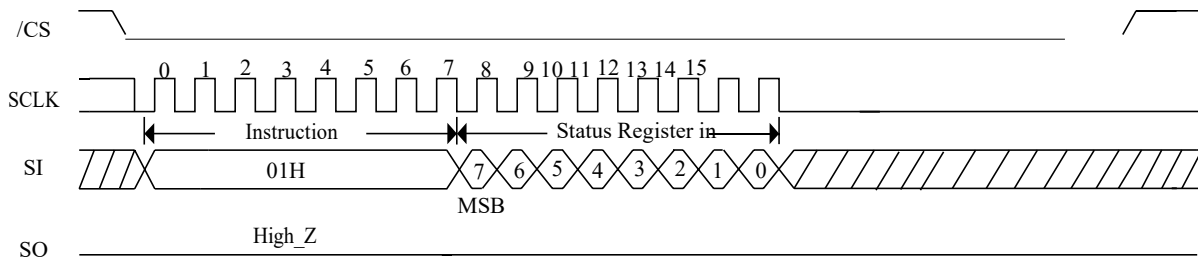 /CS
0 1 2 3 4 5 6 7 8 9 10 11 12 13 14 15
SCLK
Instruction Status Register in
SI 01H 7 6 5 4 3 2 1 0
MSB
High_Z
SO